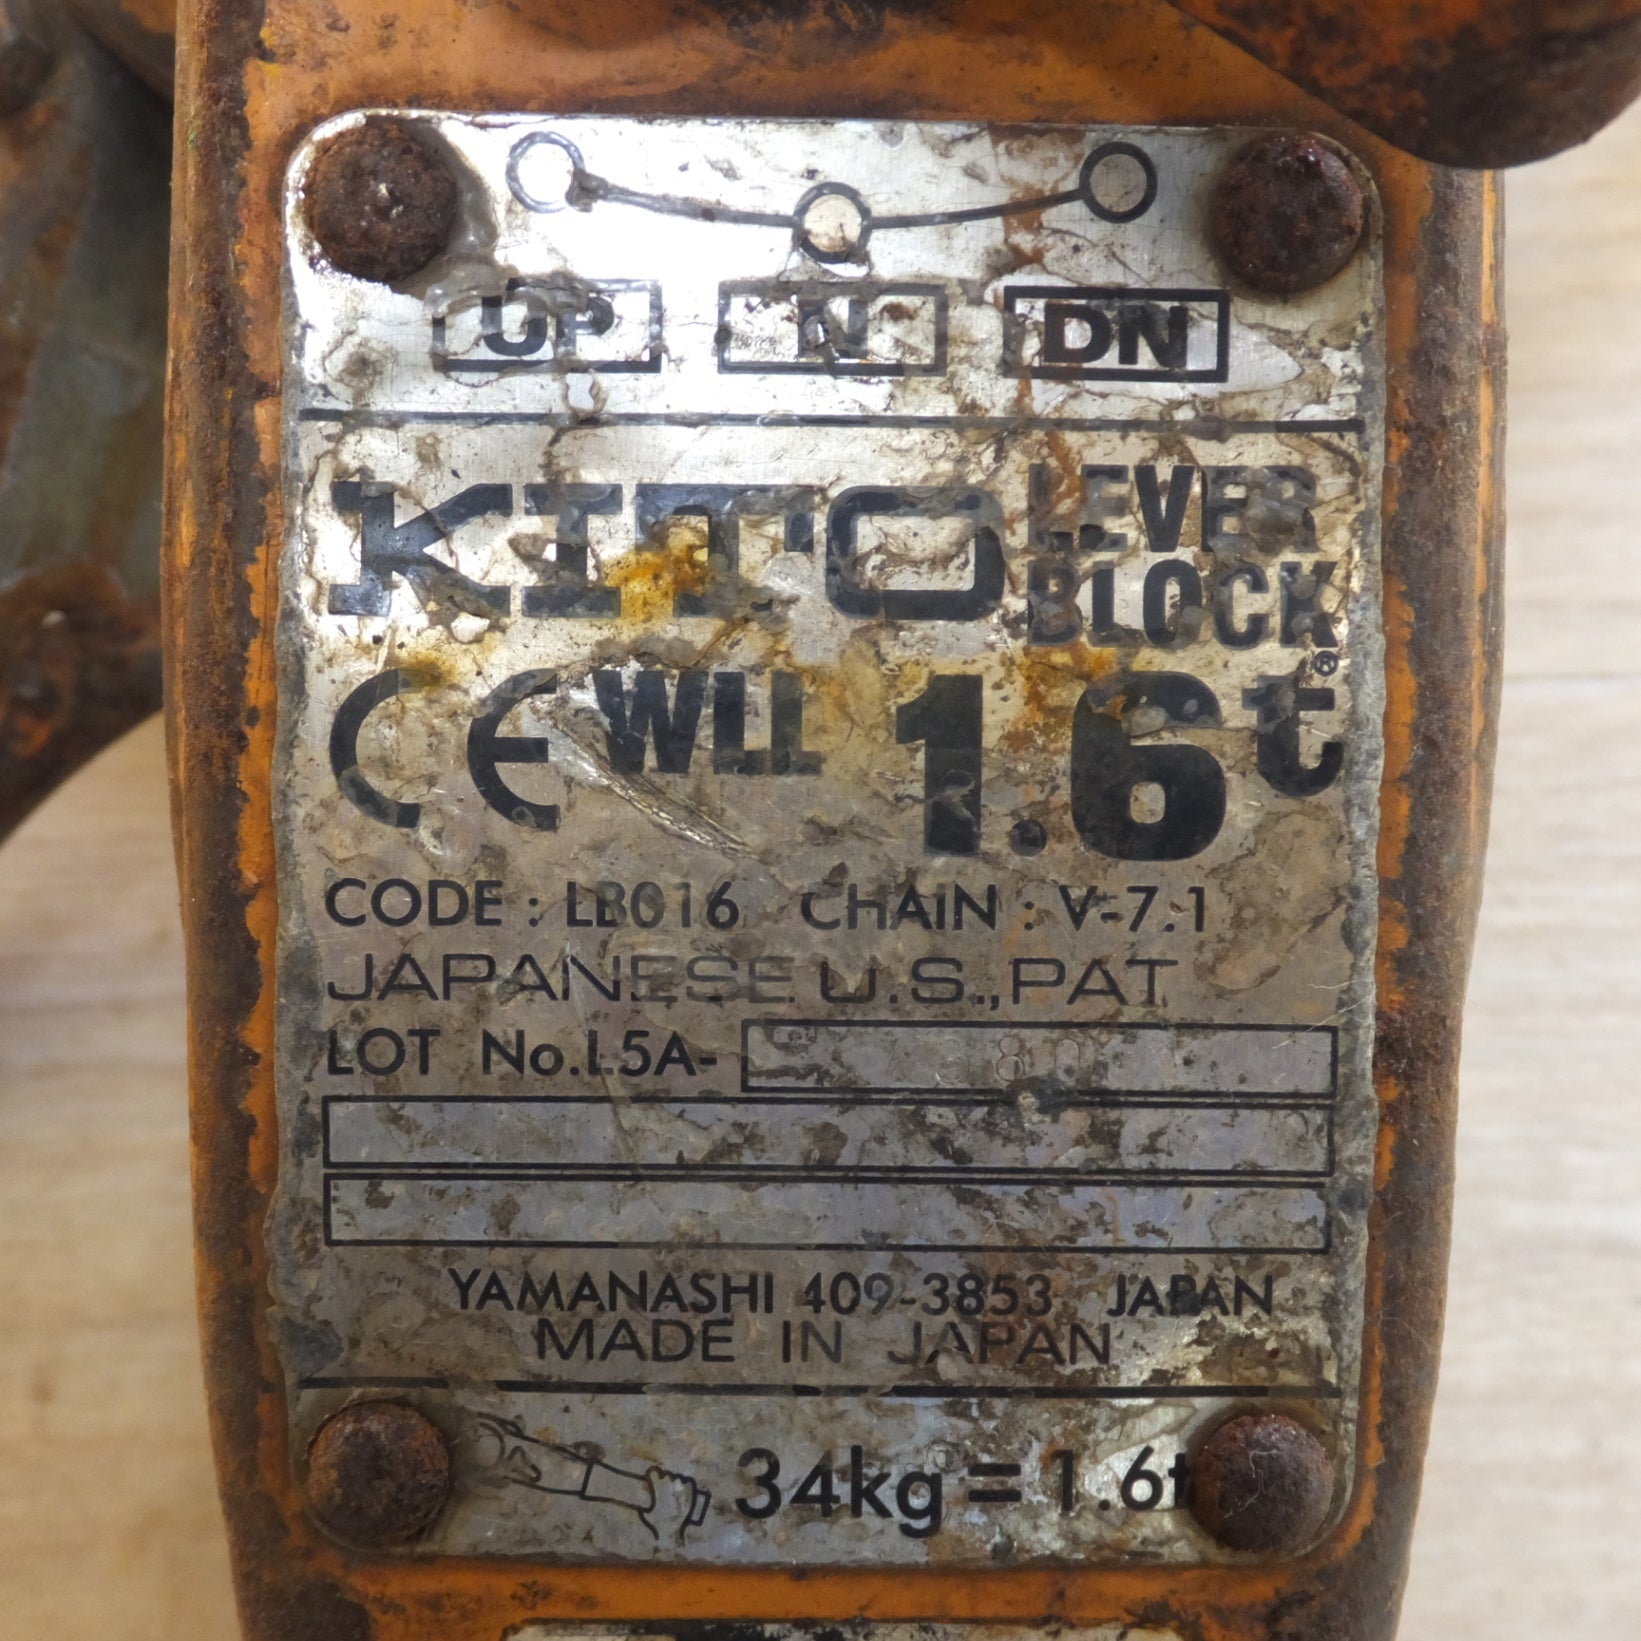 UP N DN
KITO LEVER BLOCK®
CE WLL 1.6t
CODE : LB016 CHAIN : V-7.1
JAPANESE U.S., PAT
LOT No. L5A-
YAMANASHI 409-3853 JAPAN
MADE IN JAPAN
34kg = 1.6t